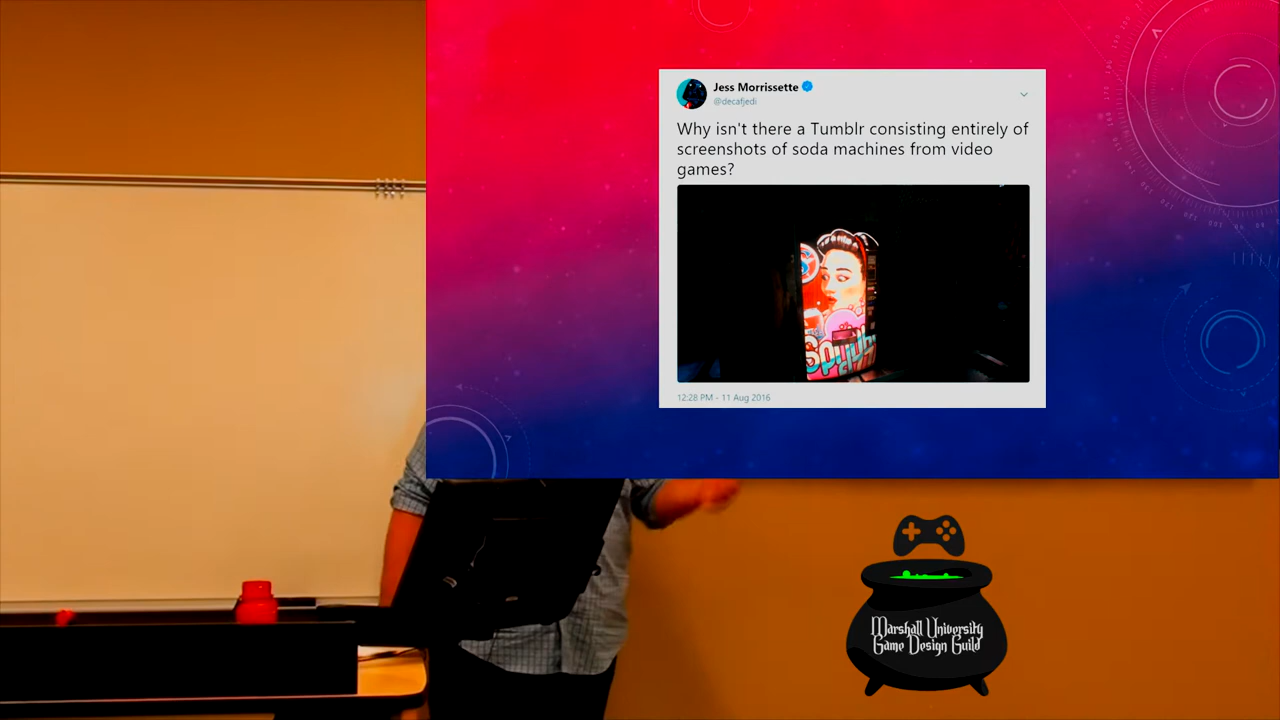 Jess Morrissette
@decafjedi
Why isn't there a Tumblr consisting entirely of
screenshots of soda machines from video
games?
12:28 PM - 11 Aug 2016
Marshall University
Game Design Guild